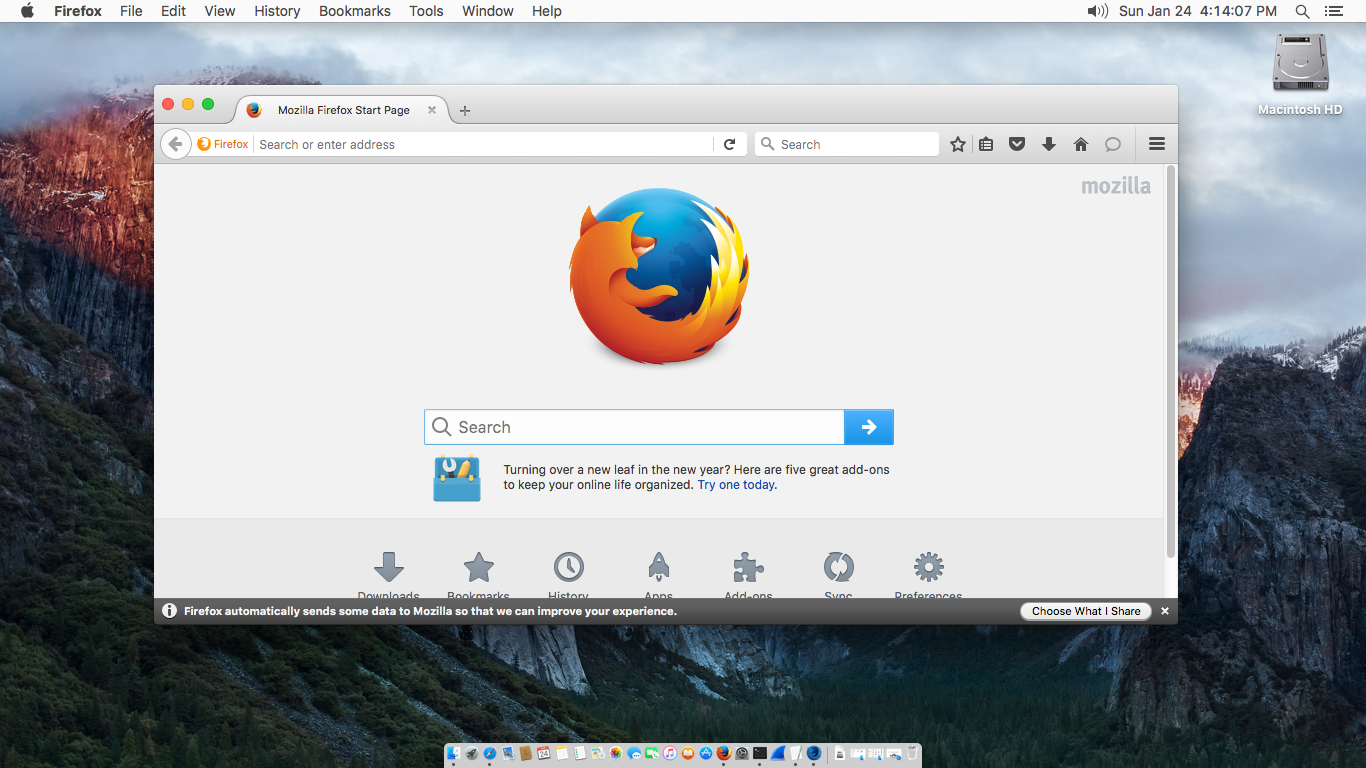 Firefox File Edit View History Bookmarks Tools Window Help Sun Jan 24 4:14:07 PM
Macintosh HD
Mozilla Firefox Start Page
Firefox Search or enter address Search
mozilla
Search
Turning over a new leaf in the new year? Here are five great add-ons
to keep your online life organized. Try one today.
Downloads Bookmarks History Apps Add-ons Sync Preferences
Firefox automatically sends some data to Mozilla so that we can improve your experience. Choose What I Share
24